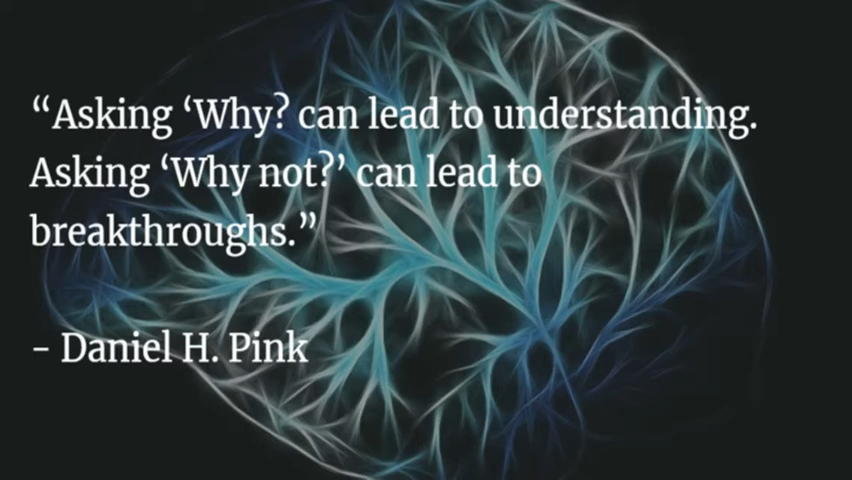 “Asking ‘Why? can lead to understanding.
Asking ‘Why not?’ can lead to
breakthroughs.”
– Daniel H. Pink